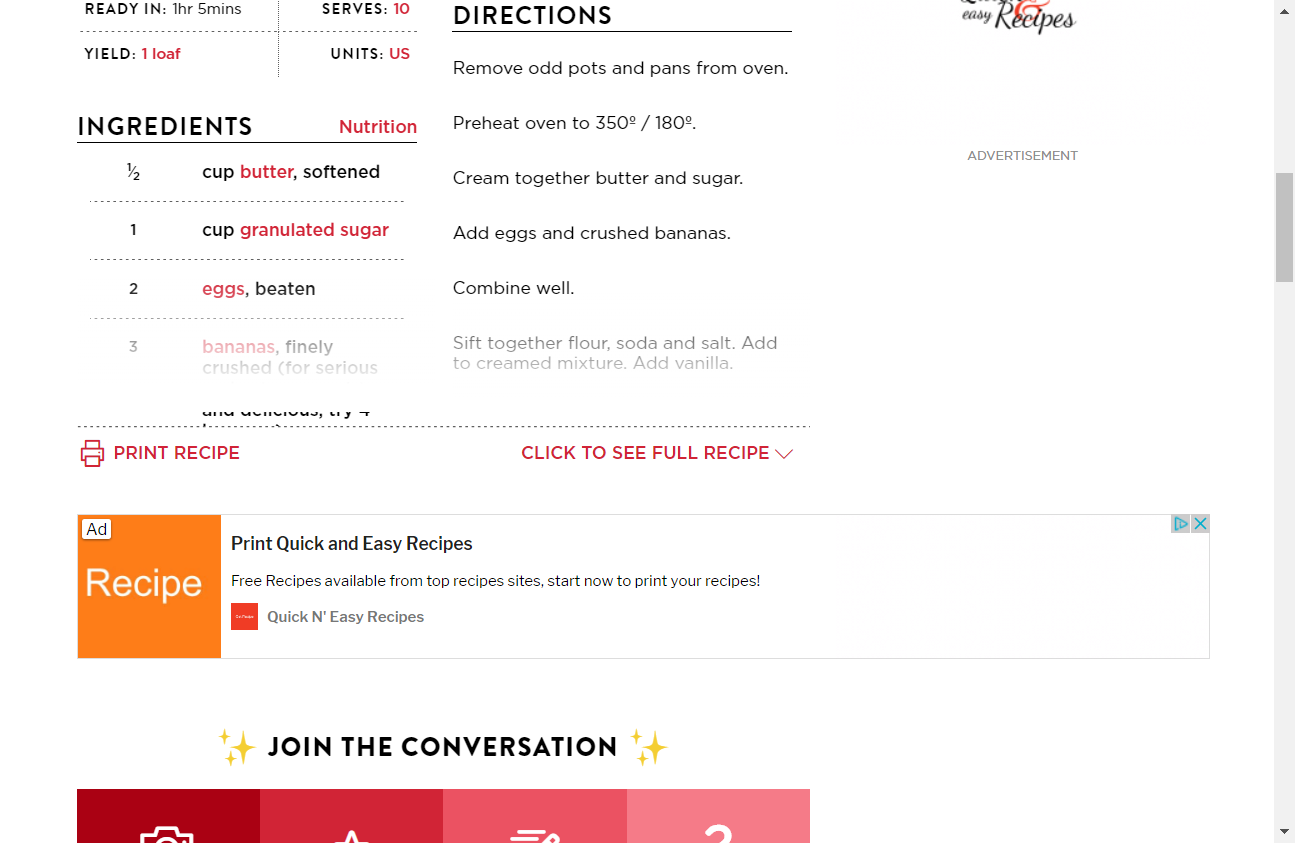 READY IN: 1hr 5mins
SERVES: 10
YIELD: 1 loaf
UNITS: US
INGREDIENTS
Nutrition
½
cup butter, softened
1
cup granulated sugar
2
eggs, beaten
3
bananas, finely
crushed (for serious
and delicious, try 4
DIRECTIONS
Remove odd pots and pans from oven.
Preheat oven to 350º / 180º.
Cream together butter and sugar.
Add eggs and crushed bananas.
Combine well.
Sift together flour, soda and salt. Add
to creamed mixture. Add vanilla.
easy Recipes
ADVERTISEMENT
PRINT RECIPE
CLICK TO SEE FULL RECIPE
Ad
Recipe
Print Quick and Easy Recipes
Free Recipes available from top recipes sites, start now to print your recipes!
Quick N' Easy Recipes
JOIN THE CONVERSATION
?